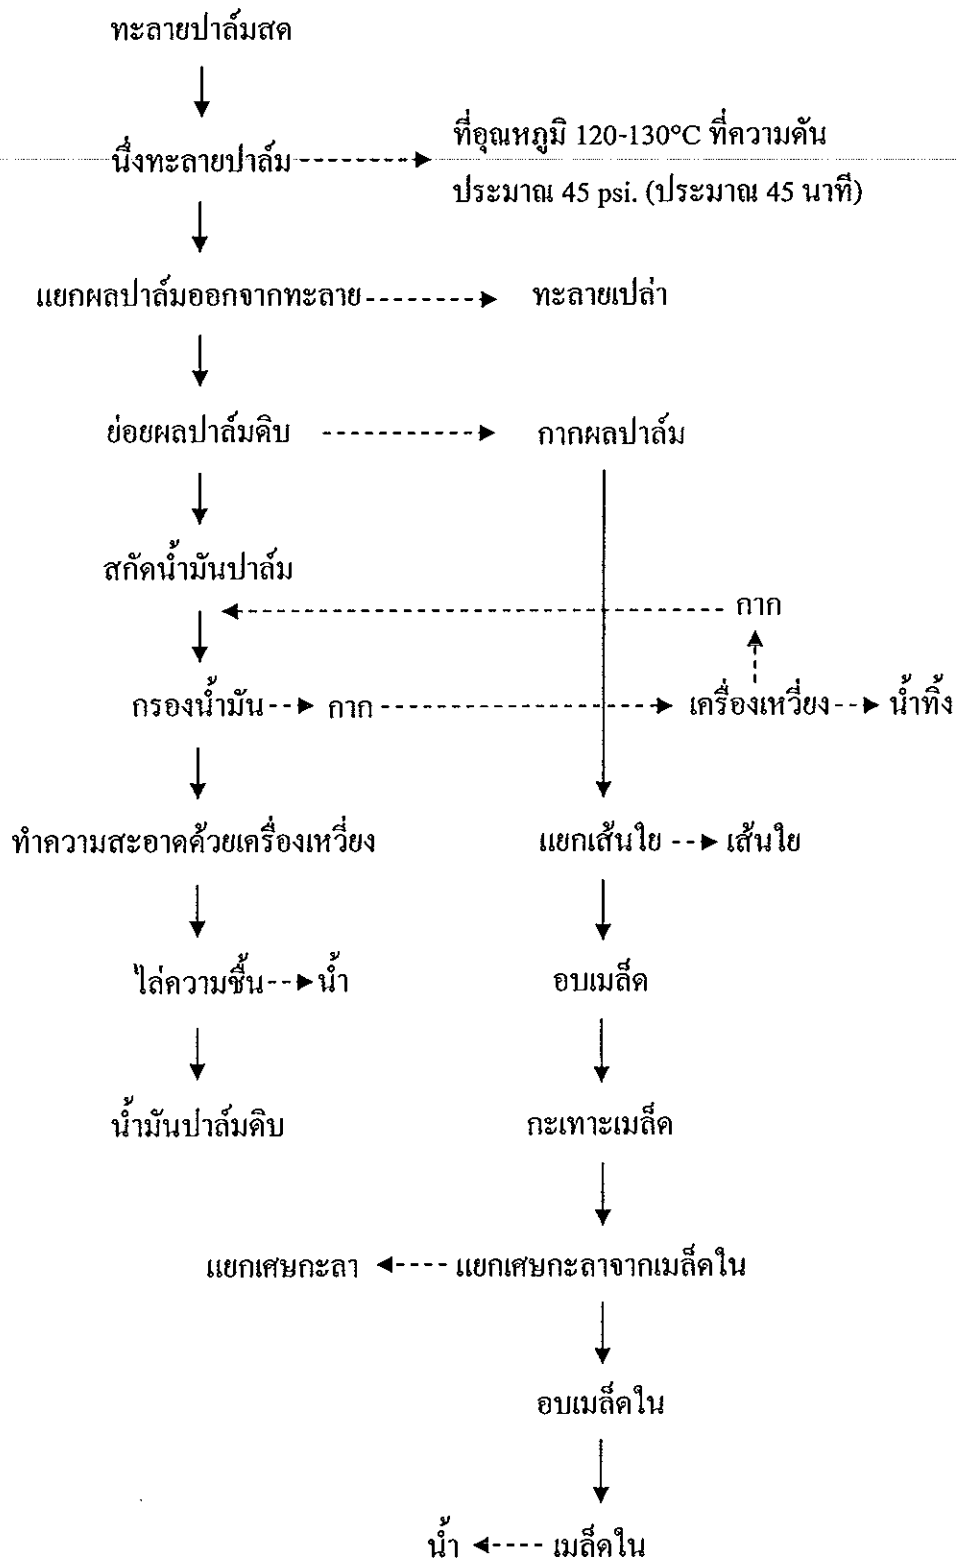 ทะลายปาล์มสด
นึ่งทะลายปาล์ม
ที่อุณหภูมิ 120-130°C ที่ความดัน
ประมาณ 45 psi. (ประมาณ 45 นาที)
แยกผลปาล์มออกจากทะลาย
ทะลายเปล่า
ย่อยผลปาล์มดิบ
กากผลปาล์ม
สกัดน้ำมันปาล์ม
กาก
กรองน้ำมัน
กาก
เครื่องเหวี่ยง
น้ำทิ้ง
ทำความสะอาดด้วยเครื่องเหวี่ยง
แยกเส้นใย
เส้นใย
ไล่ความชื้น
น้ำ
อบเมล็ด
น้ำมันปาล์มดิบ
กะเทาะเมล็ด
แยกเศษกะลา
แยกเศษกะลาจากเมล็ดใน
อบเมล็ดใน
น้ำ
เมล็ดใน